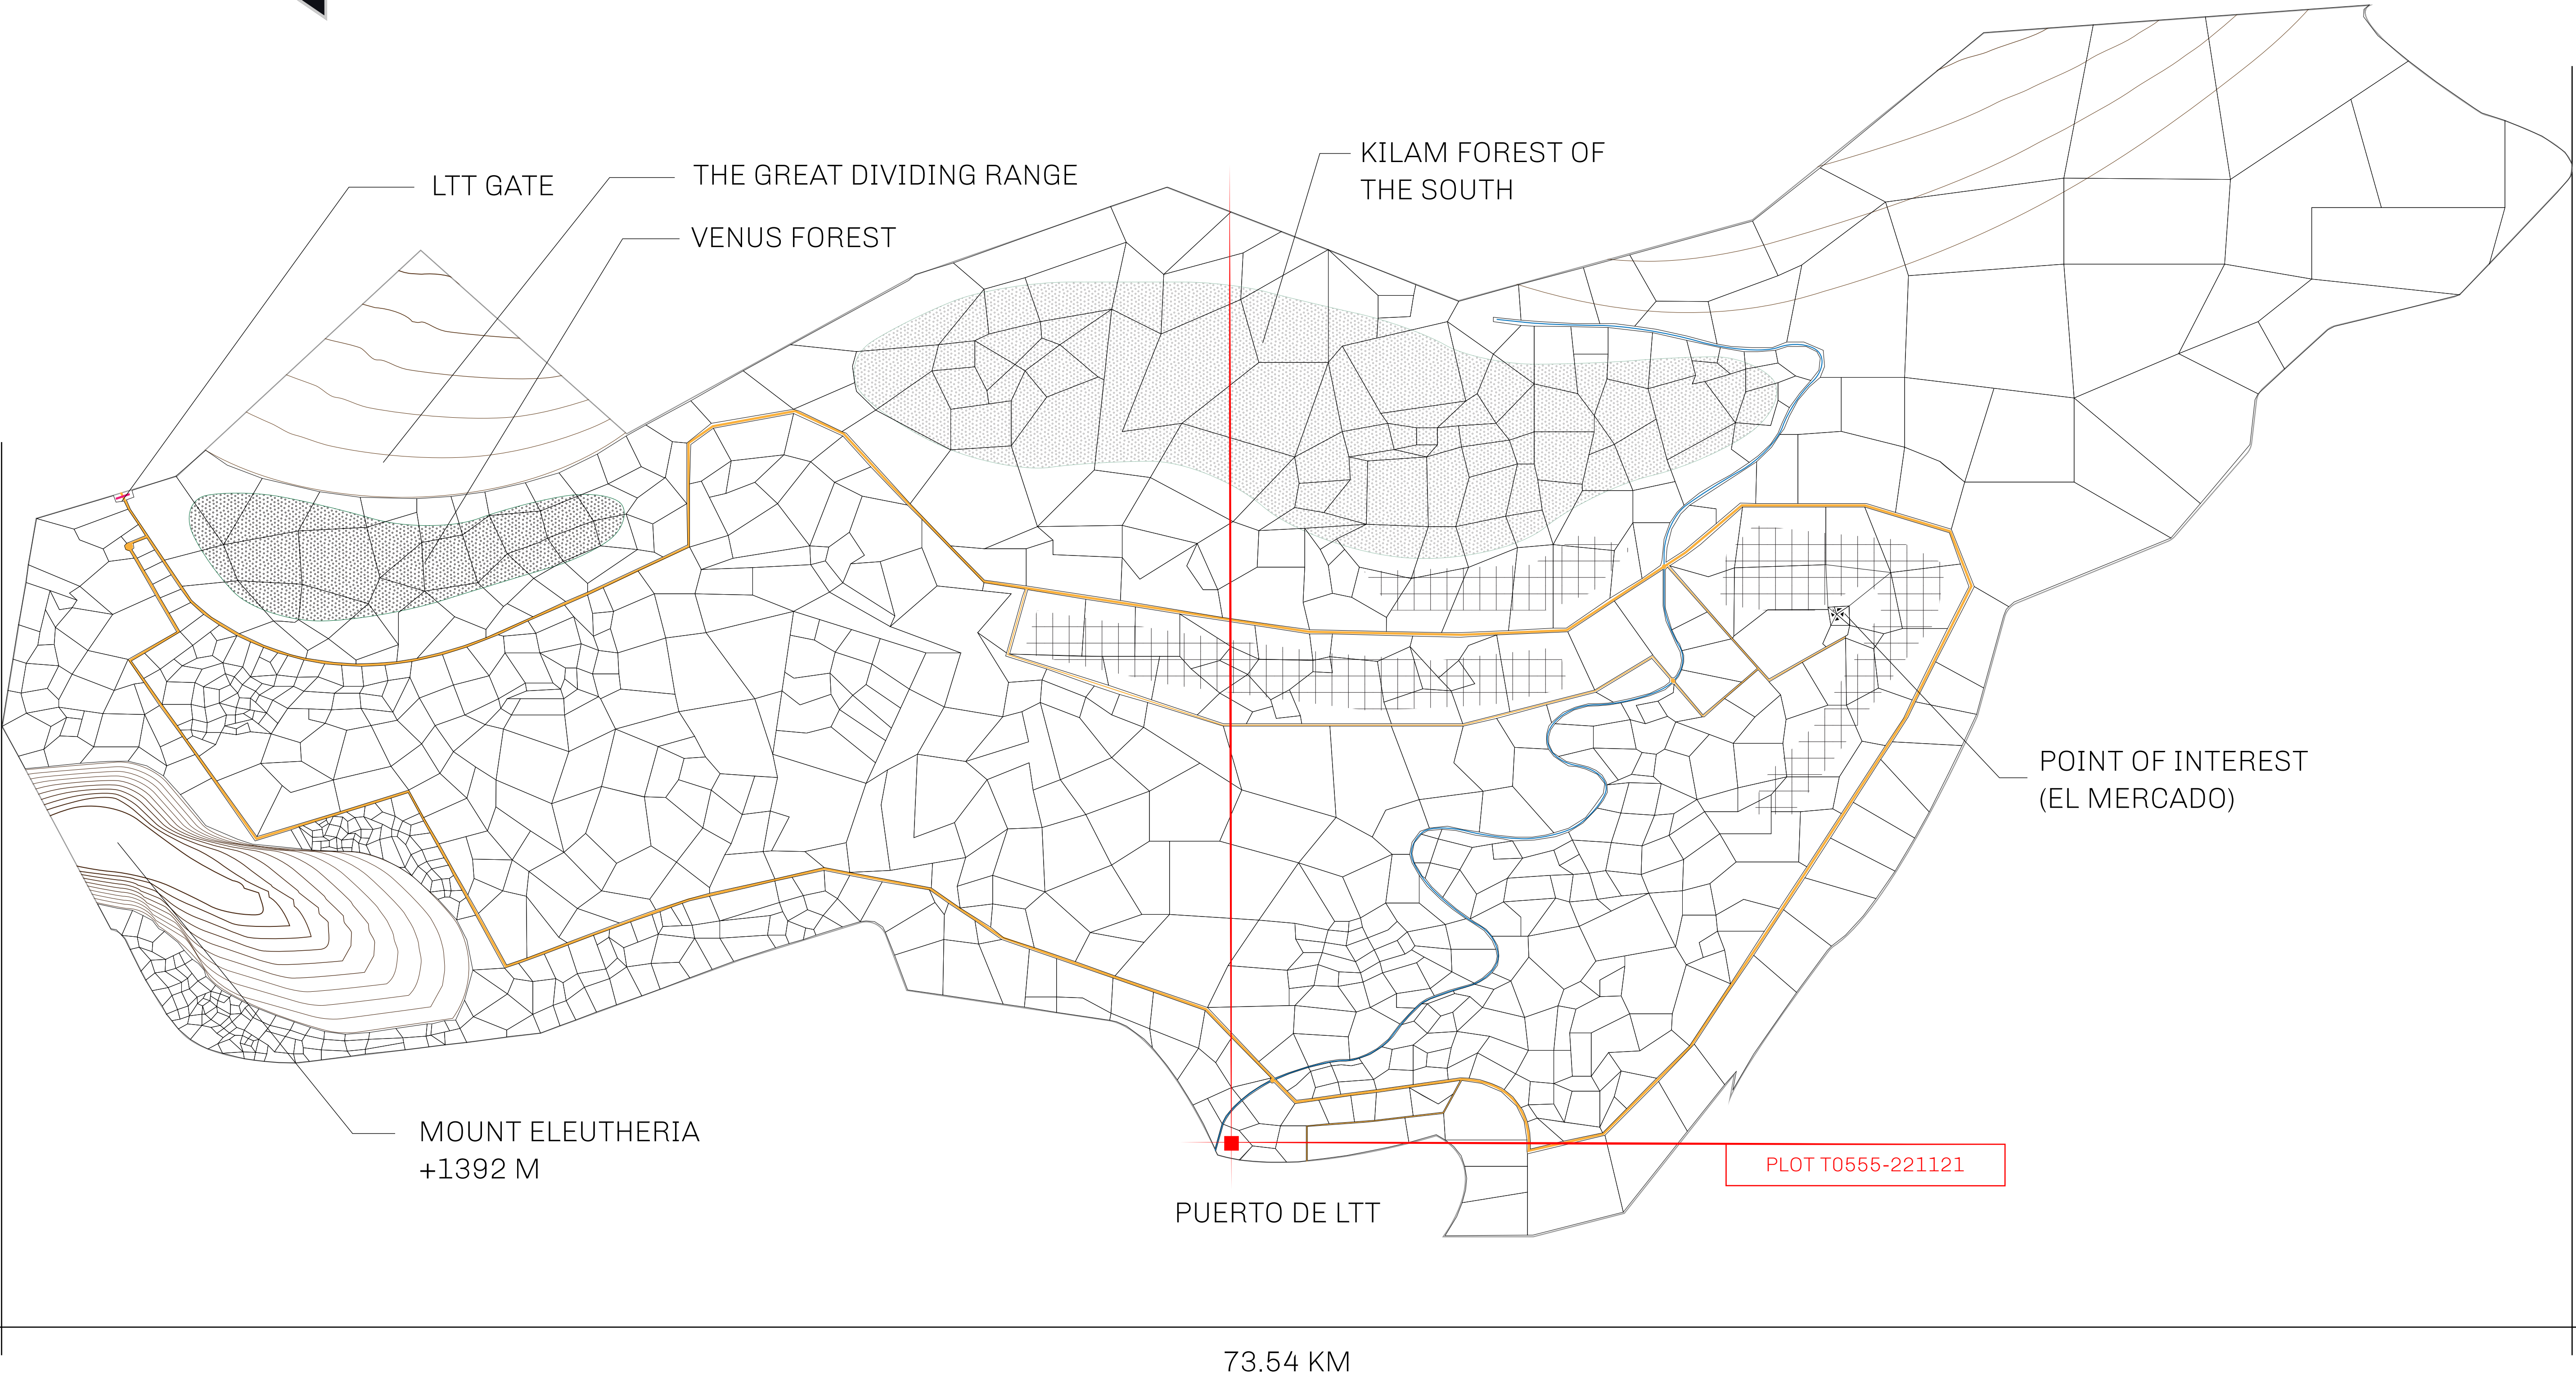 KILAM FOREST OF
THE SOUTH
THE GREAT DIVIDING RANGE
LTT GATE
VENUS FOREST
POINT OF INTEREST
(EL MERCADO)
MOUNT ELEUTHERIA
+1392 M
PLOT T0555-221121
PUERTO DE LTT
73.54 KM